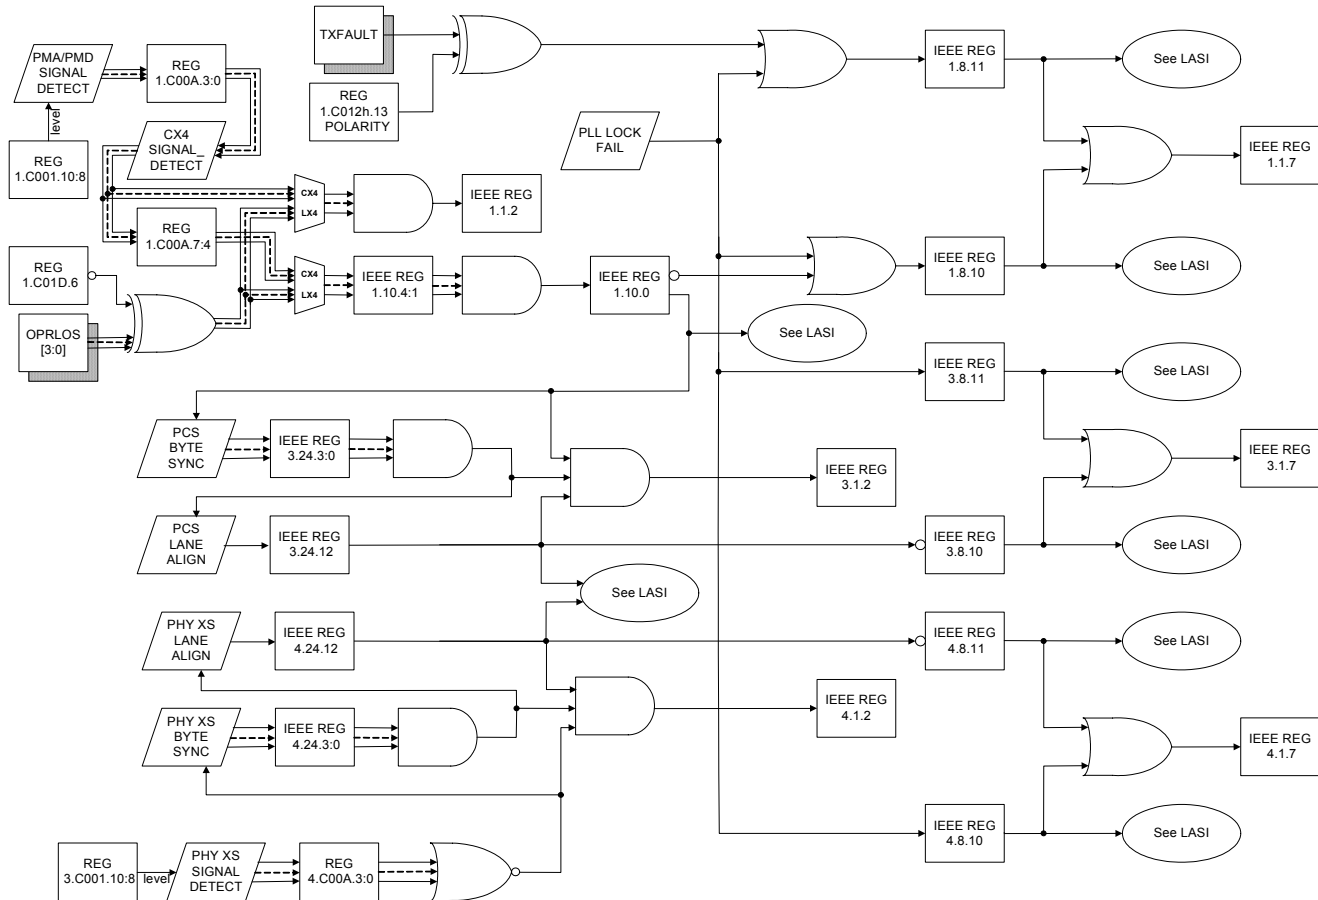 TXFAULT
PMA/PMD
SIGNAL
DETECT
REG
1.C00A.3:0
IEEE REG
1.8.11
See LASI
level
REG
1.C012h.13
POLARITY
CX4
SIGNAL_
DETECT
PLL LOCK
FAIL
REG
1.C001.10:8
IEEE REG
1.1.7
CX4
LX4
IEEE REG
1.1.2
REG
1.C00A.7:4
REG
1.C01D.6
CX4
LX4
IEEE REG
1.10.4:1
IEEE REG
1.10.0
IEEE REG
1.8.10
See LASI
OPRLOS
[3:0]
See LASI
IEEE REG
3.8.11
See LASI
PCS
BYTE
SYNC
IEEE REG
3.24.3:0
IEEE REG
3.1.2
IEEE REG
3.1.7
PCS
LANE
ALIGN
IEEE REG
3.24.12
IEEE REG
3.8.10
See LASI
See LASI
PHY XS
LANE
ALIGN
IEEE REG
4.24.12
IEEE REG
4.8.11
See LASI
IEEE REG
4.1.2
PHY XS
BYTE
SYNC
IEEE REG
4.24.3:0
IEEE REG
4.1.7
IEEE REG
4.8.10
See LASI
REG
3.C001.10:8
level
PHY XS
SIGNAL
DETECT
REG
4.C00A.3:0